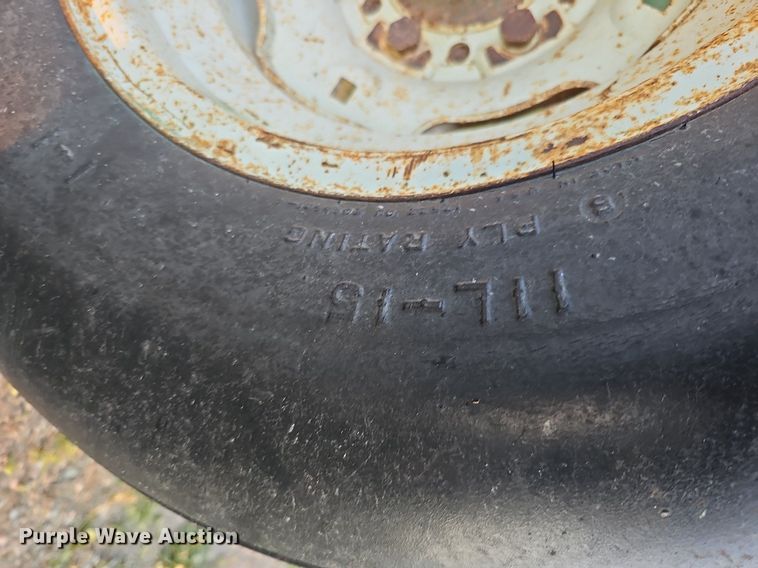 8 PLY RATING
11L-15
Purple Wave Auction